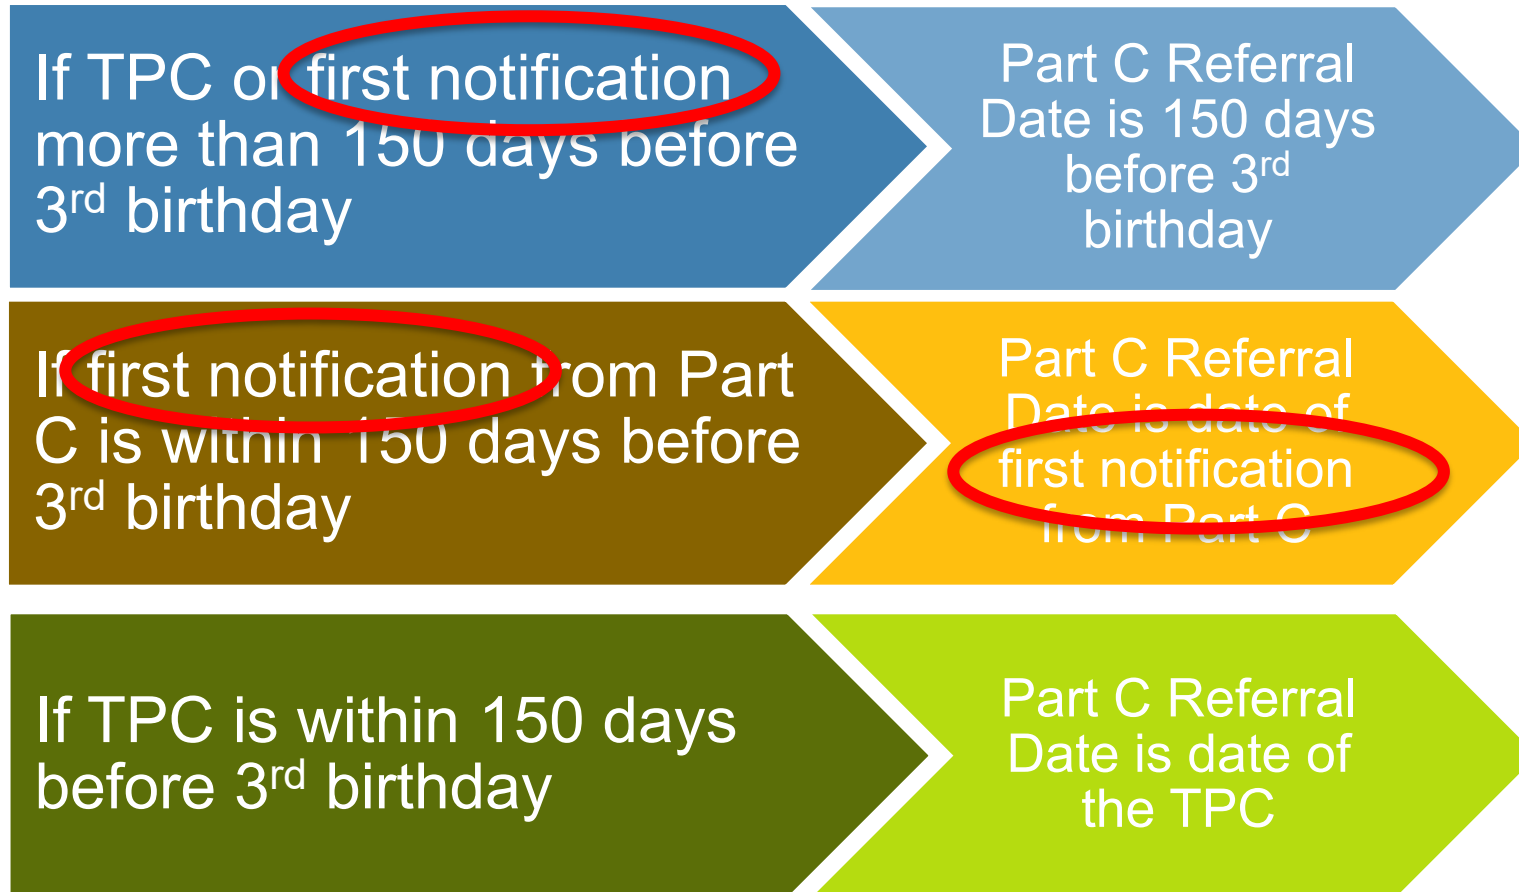 If TPC or first notification
more than 150 days before
3rd birthday
Part C Referral
Date is 150 days
before 3rd
birthday
If first notification from Part
C is within 150 days before
3rd birthday
Part C Referral
Date is date of
first notification
from Part C
If TPC is within 150 days
before 3rd birthday
Part C Referral
Date is date of
the TPC